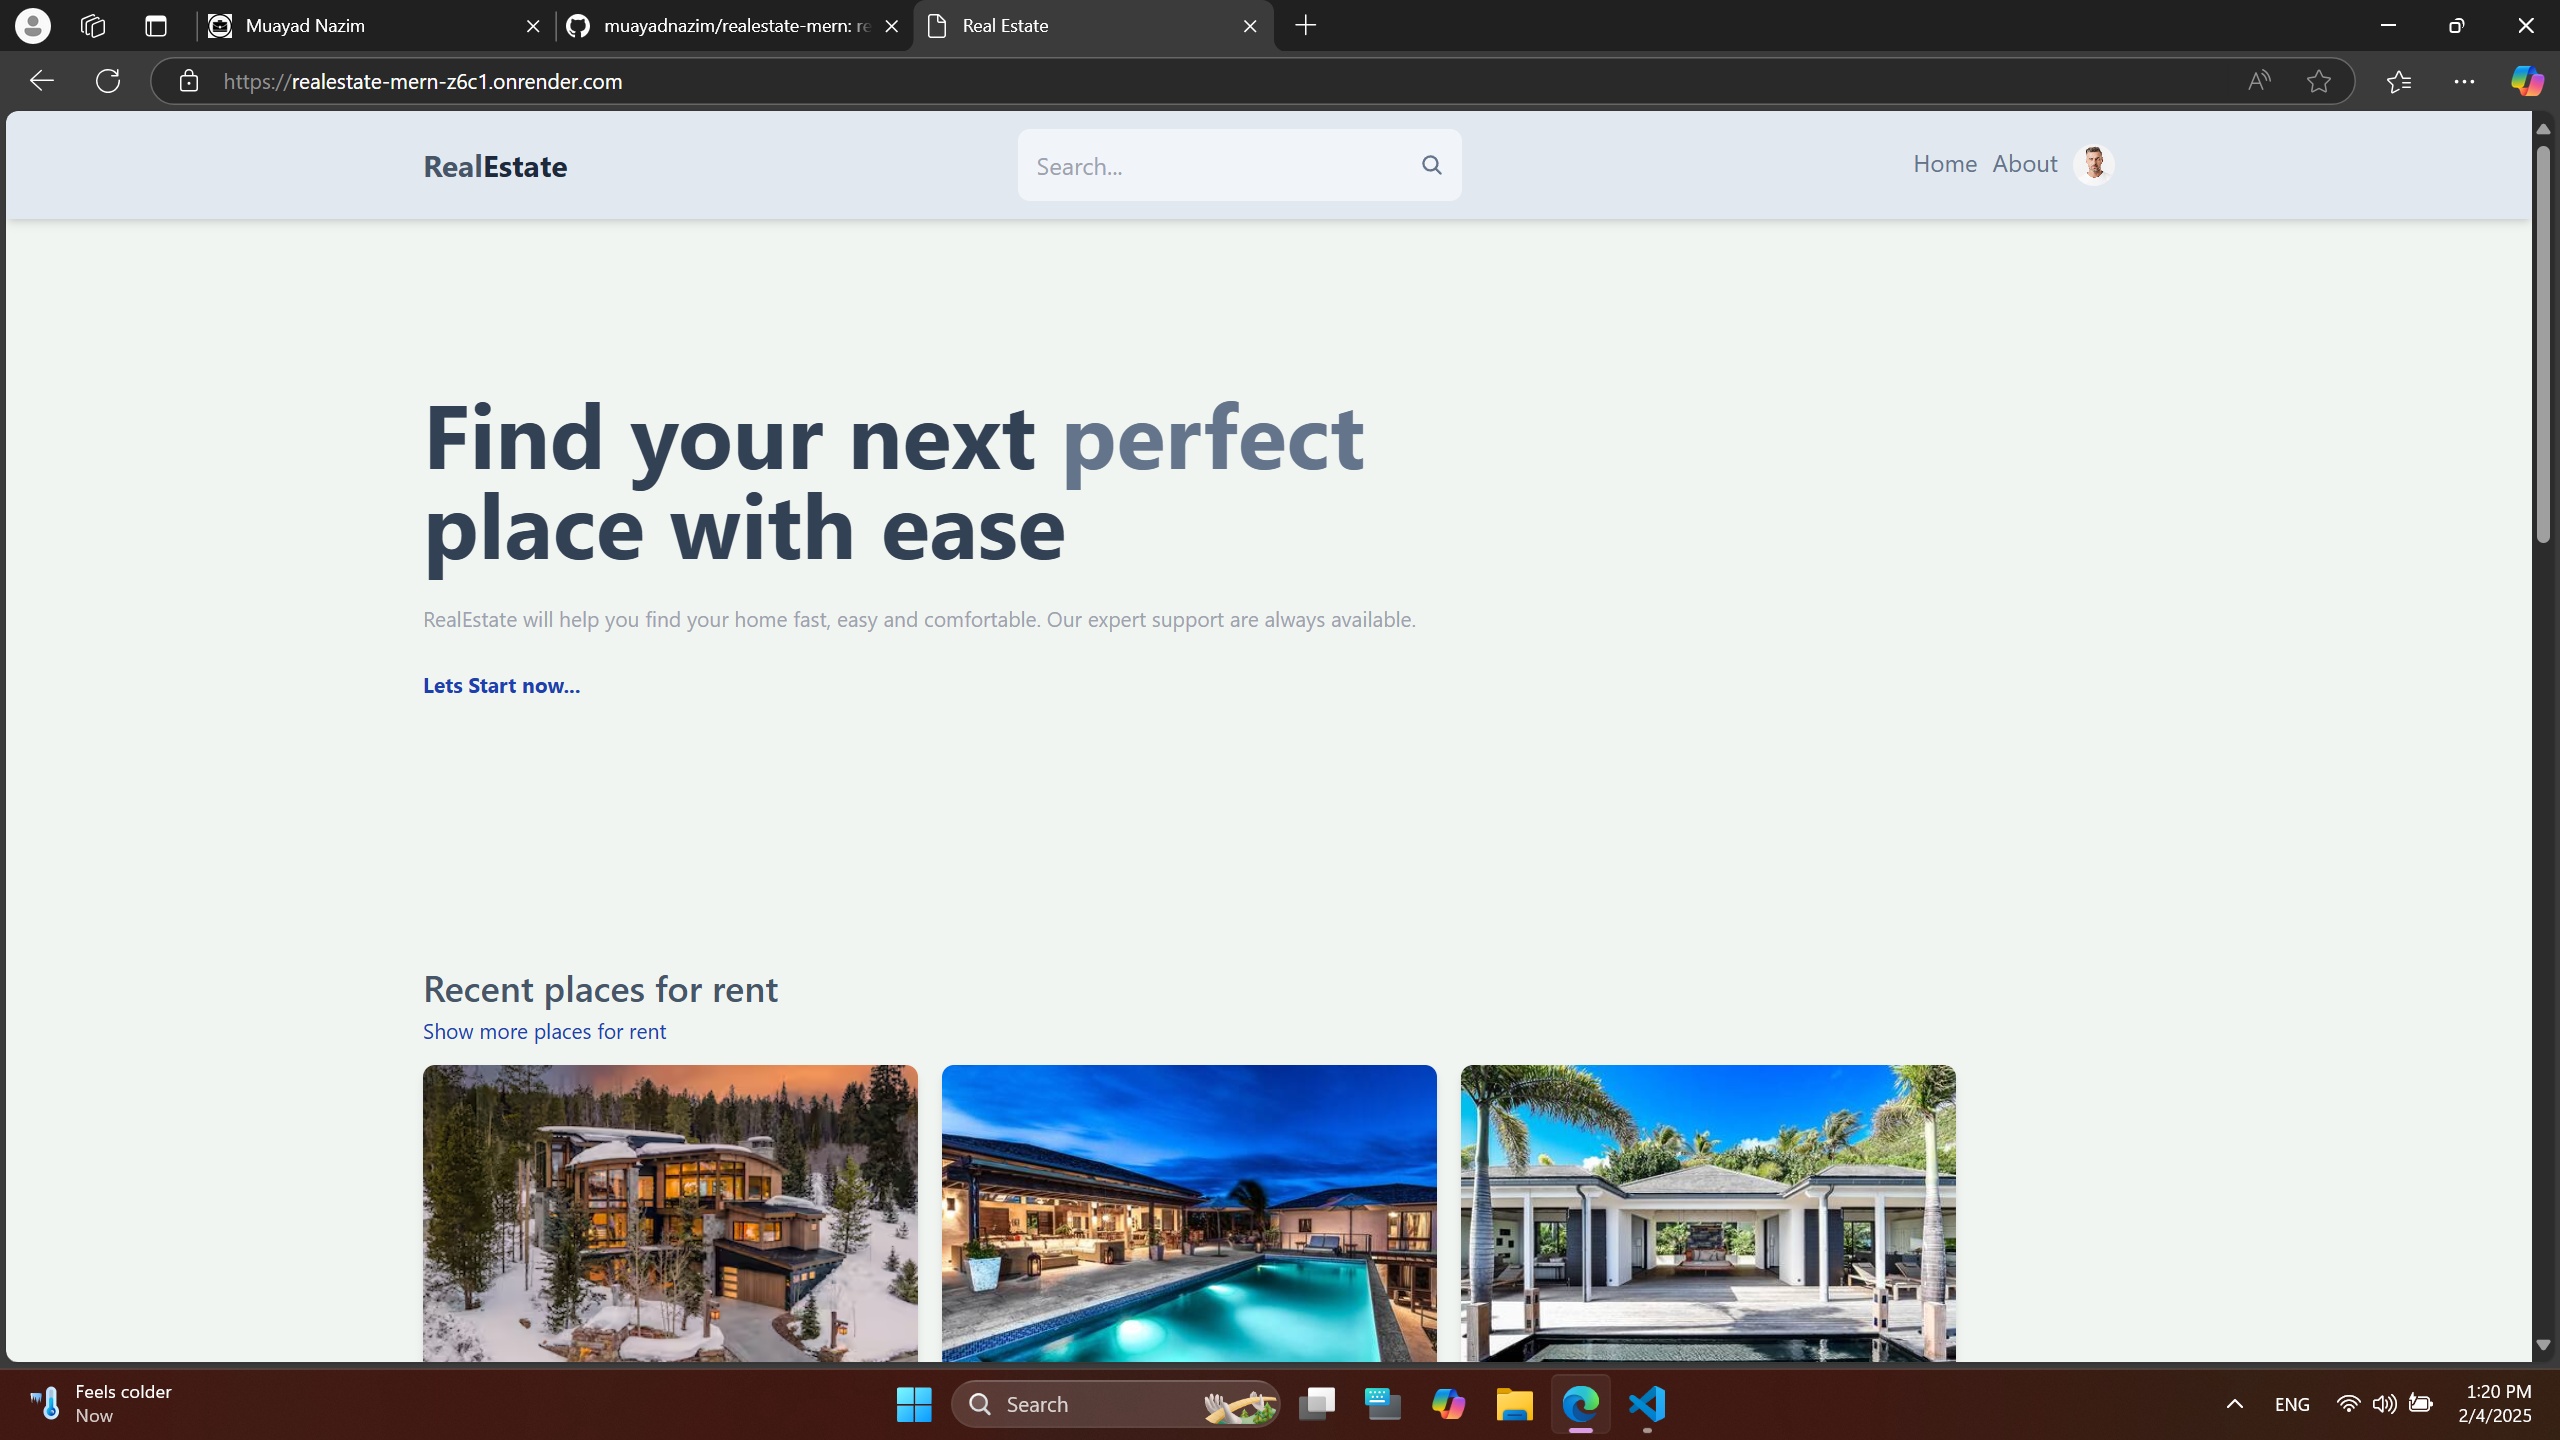 Muayad Nazim
muayadnazim/realestate-mern: re
Real Estate
https://realestate-mern-z6c1.onrender.com
RealEstate
Search...
Home About
Find your next perfect
place with ease
RealEstate will help you find your home fast, easy and comfortable. Our expert support are always available.
Lets Start now...
Recent places for rent
Show more places for rent
Feels colder
Now
Search
ENG
1:20 PM
2/4/2025